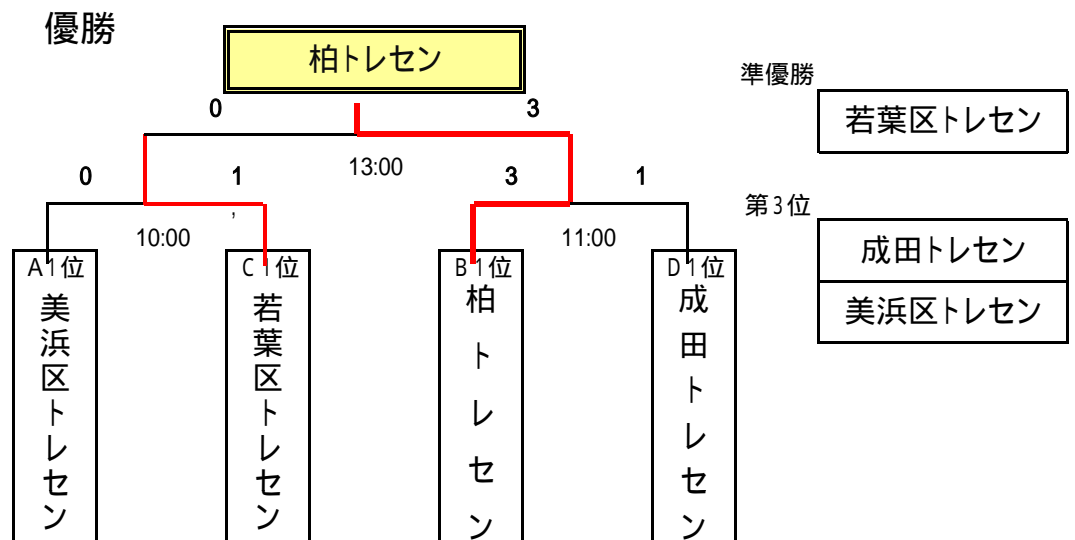 優勝
柏トレセン
準優勝
0 3
若葉区トレセン
13:00
0 1 3 1
第3位
,
10:00 11:00
成田トレセン
美浜区トレセン
A1位
美浜区トレセン
C1位
若葉区トレセン
B1位
柏トレセン
D1位
成田トレセン